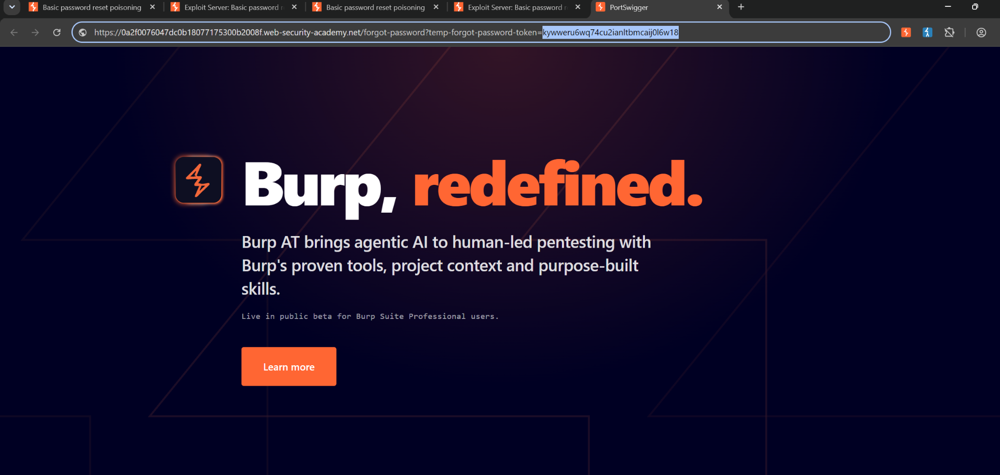 Basic password reset poisoning
Exploit Server: Basic password r
Basic password reset poisoning
Exploit Server: Basic password r
PortSwigger
https://0a2f0076047dc0b18077175300b2008f.web-security-academy.net/forgot-password?temp-forgot-password-token=kywweru6wq74cu2ianltbmcaij0l6w18
Burp, redefined.
Burp AT brings agentic AI to human-led pentesting with
Burp's proven tools, project context and purpose-built
skills.
Live in public beta for Burp Suite Professional users.
Learn more